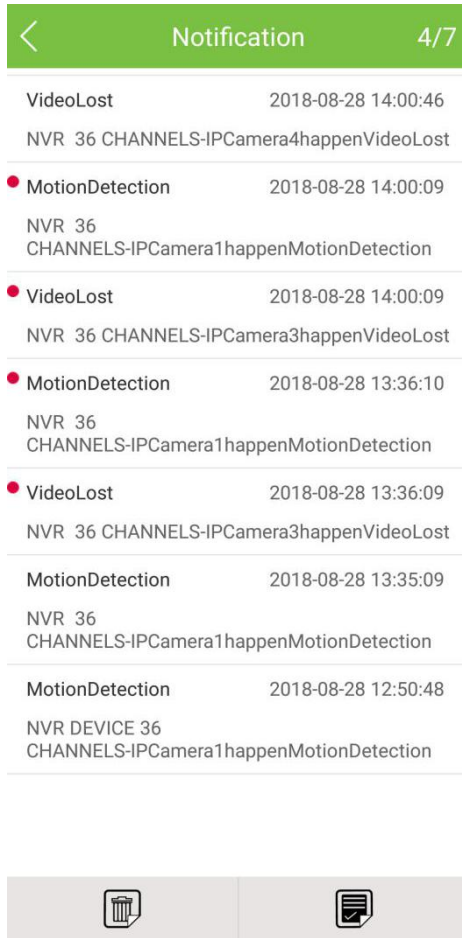 Notification 4/7
VideoLost 2018-08-28 14:00:46
NVR 36 CHANNELS-IPCamera4happenVideoLost
MotionDetection 2018-08-28 14:00:09
NVR 36
CHANNELS-IPCamera1happenMotionDetection
VideoLost 2018-08-28 14:00:09
NVR 36 CHANNELS-IPCamera3happenVideoLost
MotionDetection 2018-08-28 13:36:10
NVR 36
CHANNELS-IPCamera1happenMotionDetection
VideoLost 2018-08-28 13:36:09
NVR 36 CHANNELS-IPCamera3happenVideoLost
MotionDetection 2018-08-28 13:35:09
NVR 36
CHANNELS-IPCamera1happenMotionDetection
MotionDetection 2018-08-28 12:50:48
NVR DEVICE 36
CHANNELS-IPCamera1happenMotionDetection